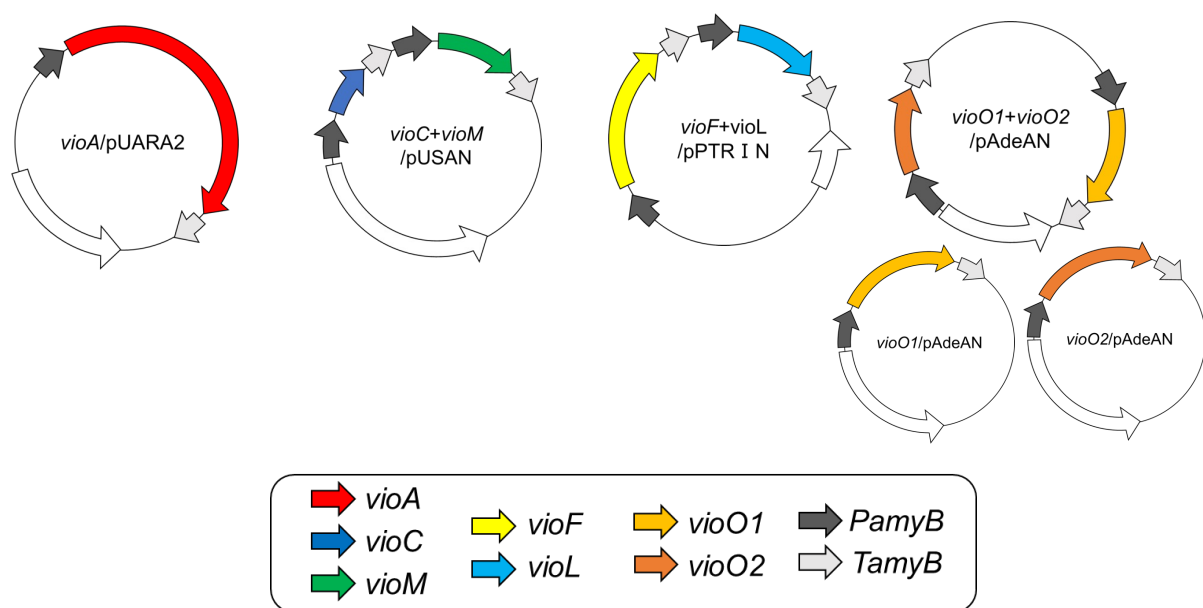 vioA/pUARA2
vioC+vioM
/pUSAN
vioF+vioL
/pPTR I N
vioO1+vioO2
/pAdeAN
vioO1/pAdeAN
vioO2/pAdeAN
vioA
vioC
vioM
vioF
vioL
vioO1
vioO2
PamyB
TamyB